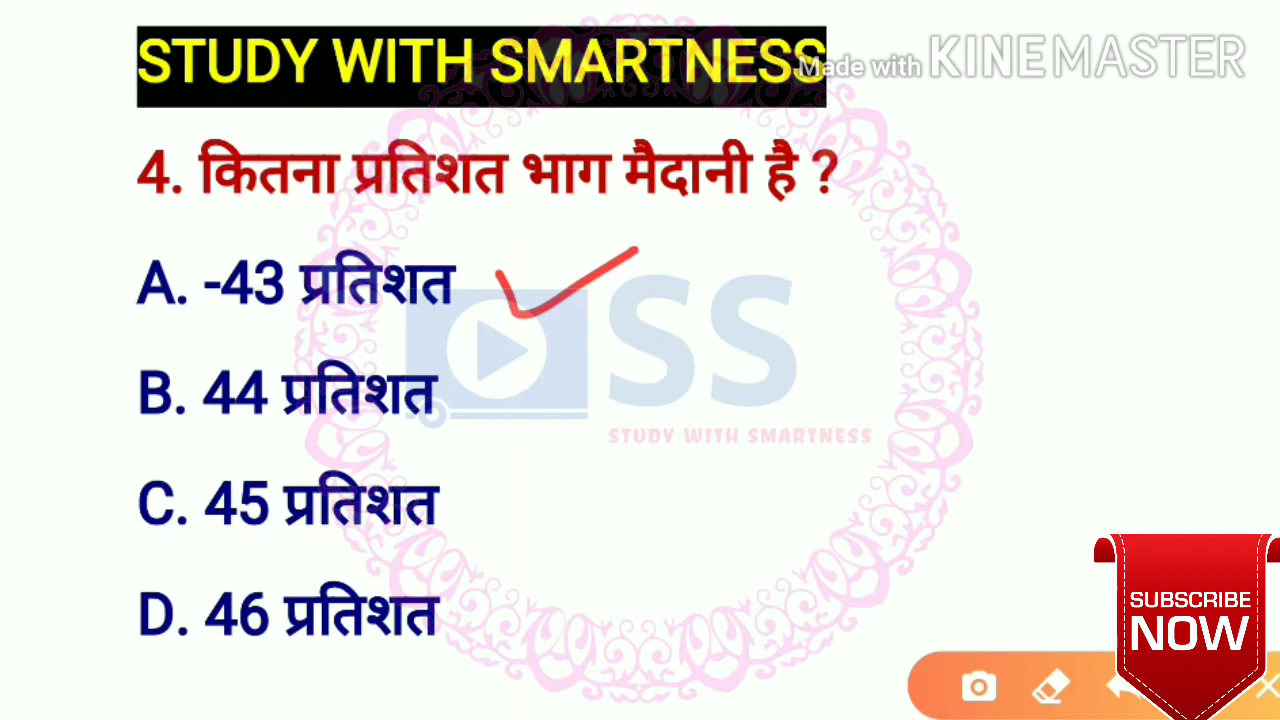 STUDY WITH SMARTNESS
Made with KINEMASTER
4. कितना प्रतिशत भाग मैदानी है ?
A. -43 प्रतिशत
B. 44 प्रतिशत
SS
STUDY WITH SMARTNESS
C. 45 प्रतिशत
D. 46 प्रतिशत
SUBSCRIBE
NOW